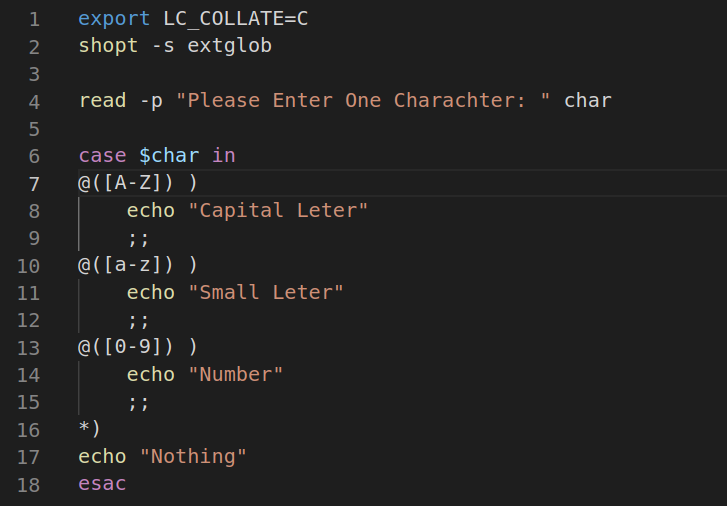 1 export LC_COLLATE=C
2 shopt -s extglob
3
4 read -p "Please Enter One Charachter: " char
5
6 case $char in
7 @([A-Z]) )
8     echo "Capital Leter"
9     ;;
10 @([a-z]) )
11     echo "Small Leter"
12     ;;
13 @([0-9]) )
14     echo "Number"
15     ;;
16 *)
17 echo "Nothing"
18 esac